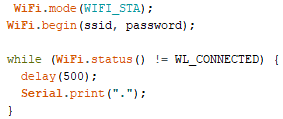 WiFi.mode(WIFI_STA);
WiFi.begin(ssid, password);

while (WiFi.status() != WL_CONNECTED) {
  delay(500);
  Serial.print(".");
}